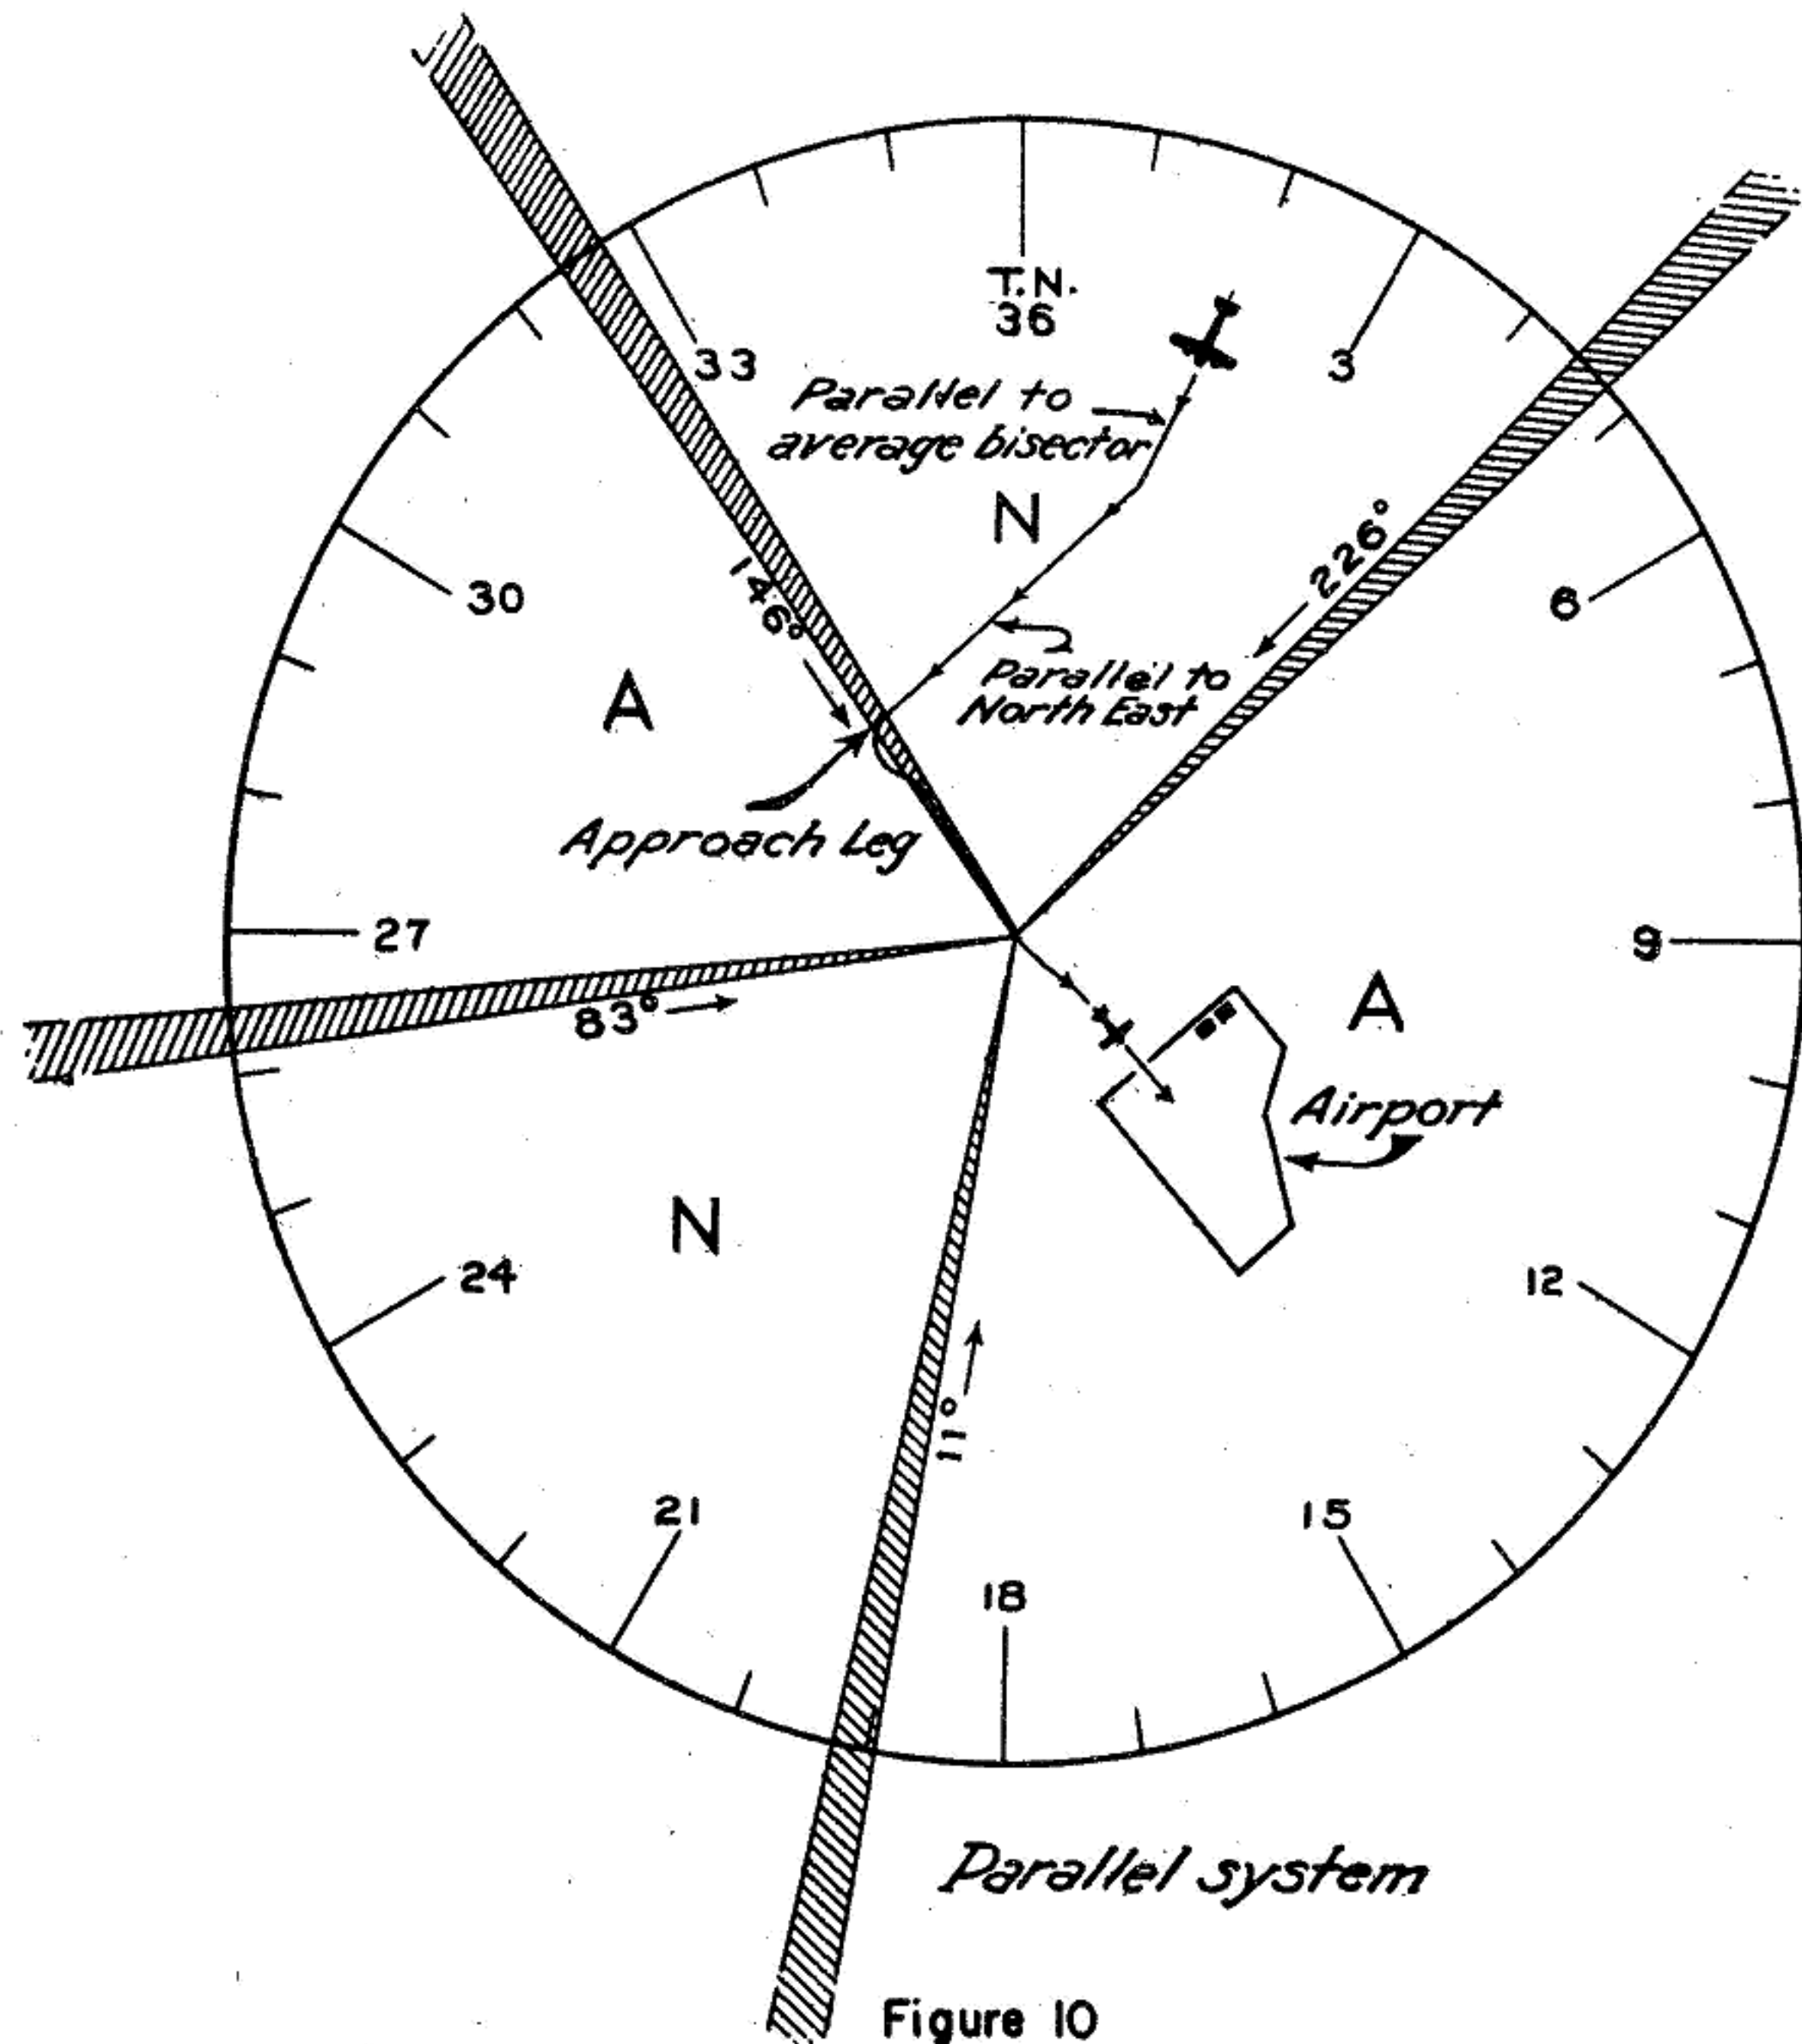 T.N.
36
33
3
Parallel to
average bisector
N
226°
30
6
146°
A
Parallel to
North East
Approach Leg
27
9
83°
A
Airport
N
24
12
11°
21
15
18
Parallel system
Figure 10